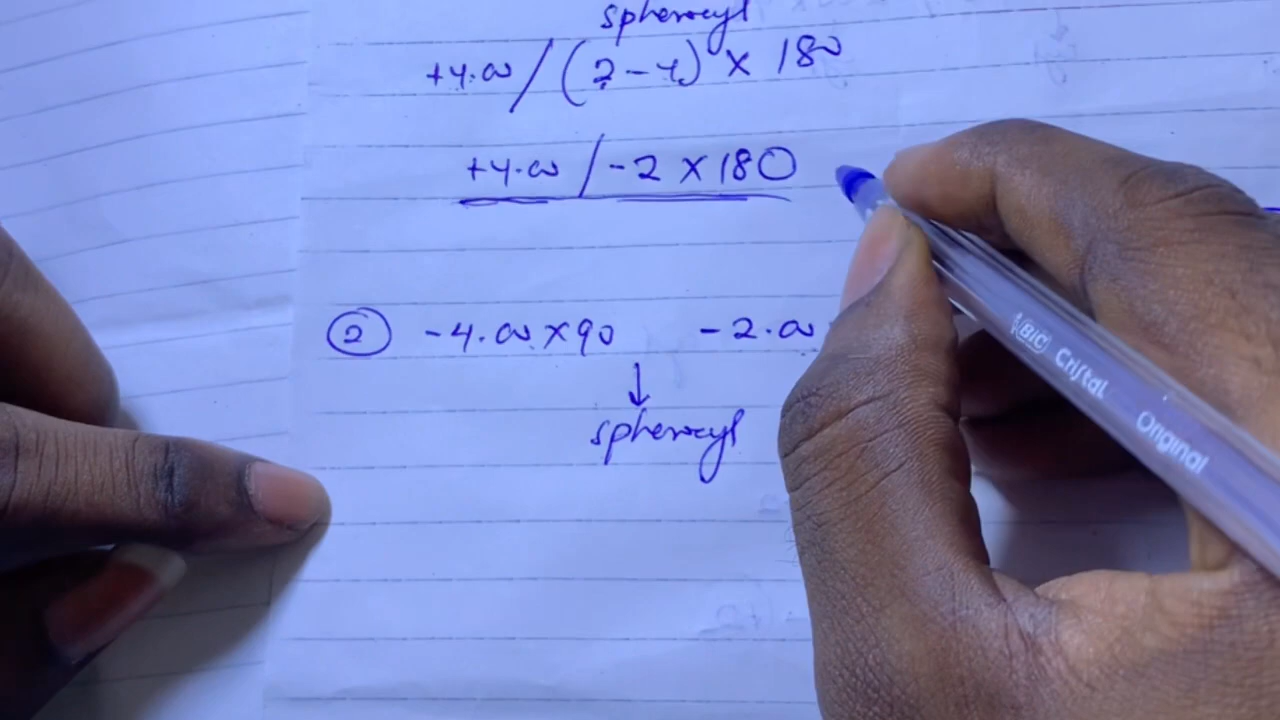 spherocyl
+4.00 / (2-4) x 180
+4.00 / -2 x 180
② -4.00 x 90 -2.00
↓
spherocyl
BIC Cristal Original